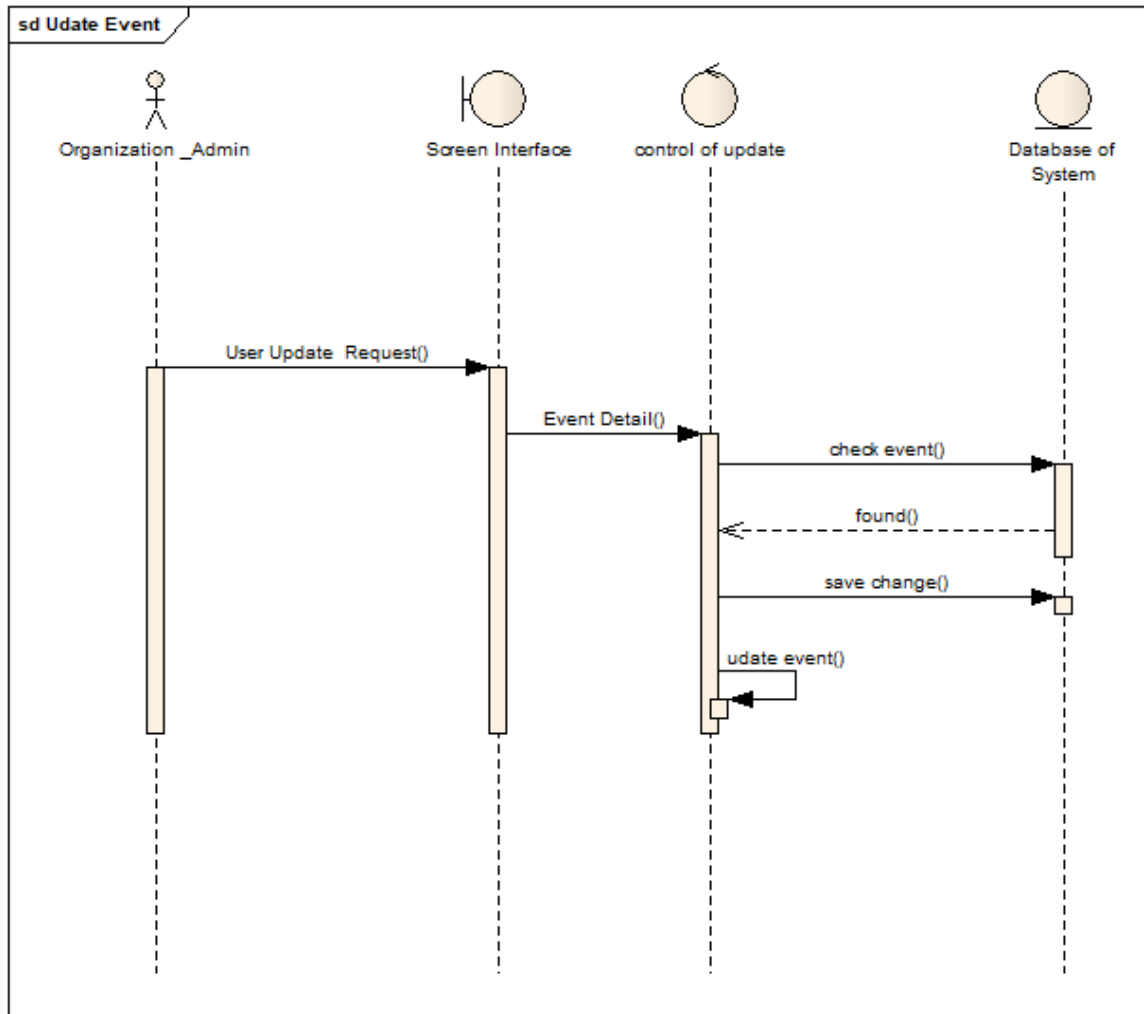 sd Udate Event
Organization _Admin
Screen Interface
control of update
Database of
System
User Update  Request()
Event Detail()
check event()
found()
save change()
udate event()